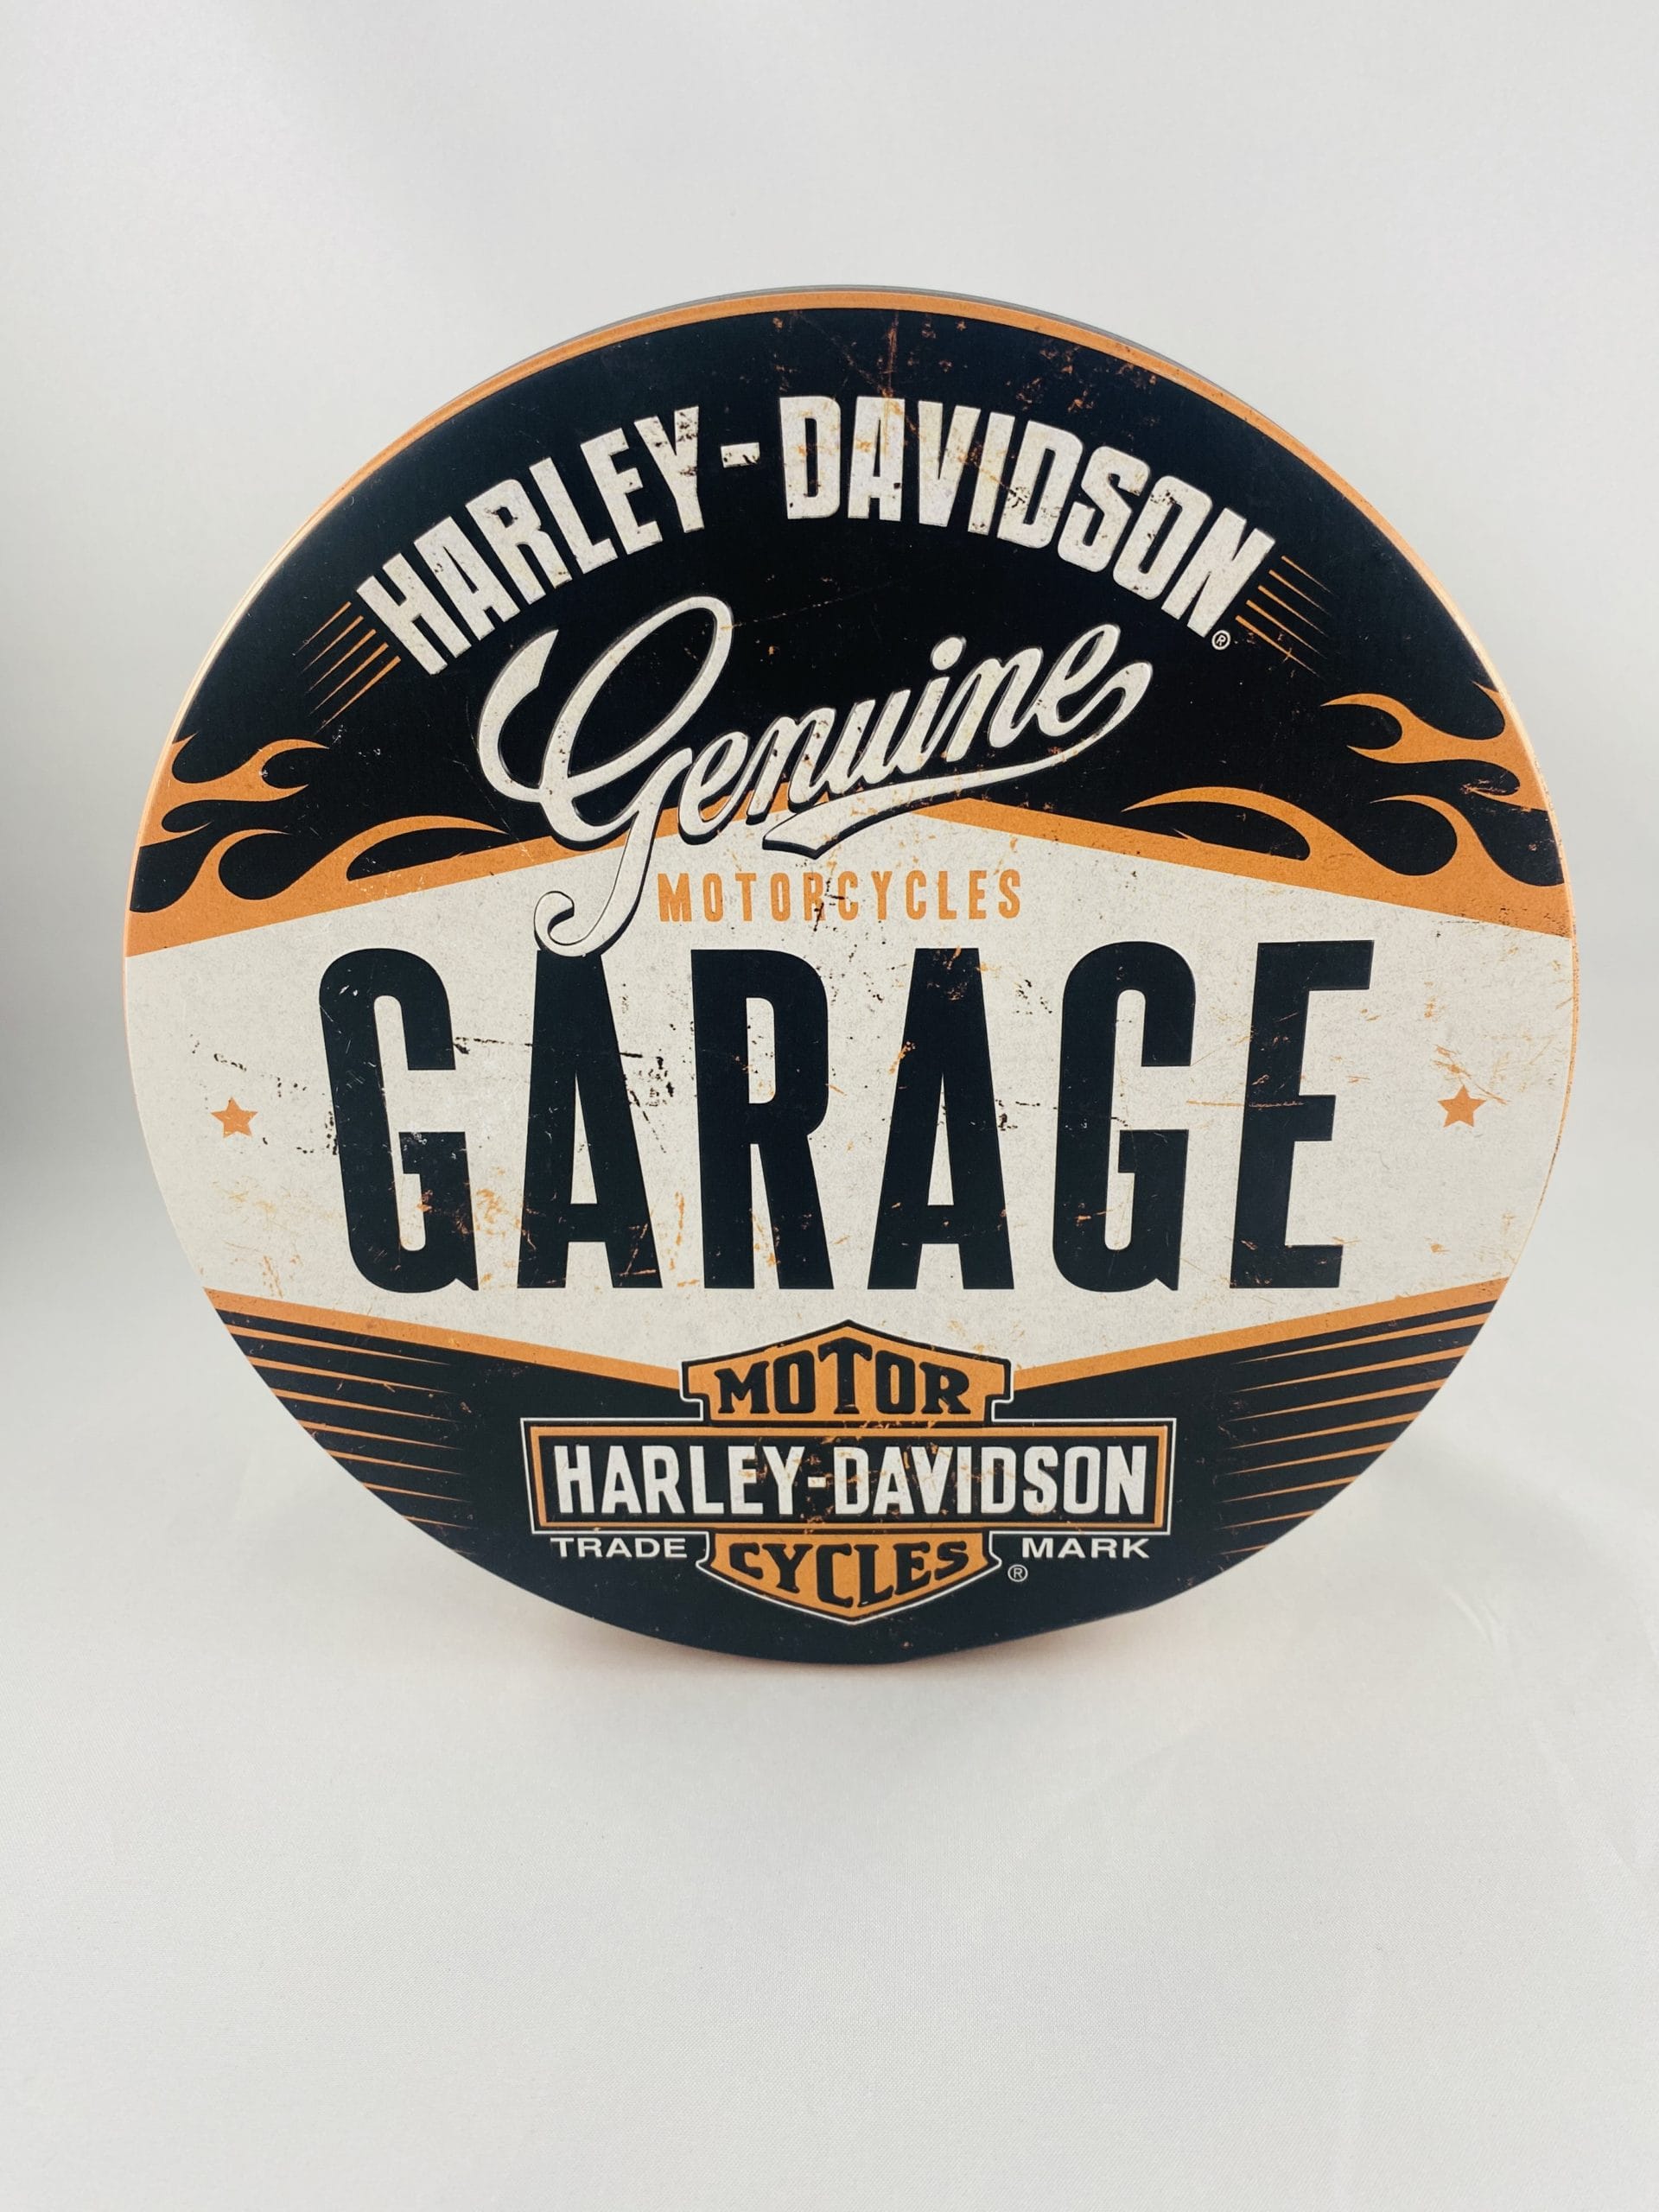 HARLEY-DAVIDSON®
Genuine
MOTORCYCLES
GARAGE
MOTOR
HARLEY-DAVIDSON
TRADE CYCLES MARK
®